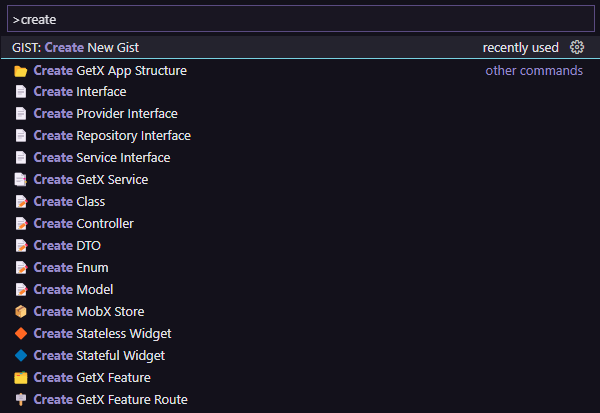 >create
GIST: Create New Gist recently used
Create GetX App Structure other commands
Create Interface
Create Provider Interface
Create Repository Interface
Create Service Interface
Create GetX Service
Create Class
Create Controller
Create DTO
Create Enum
Create Model
Create MobX Store
Create Stateless Widget
Create Stateful Widget
Create GetX Feature
Create GetX Feature Route